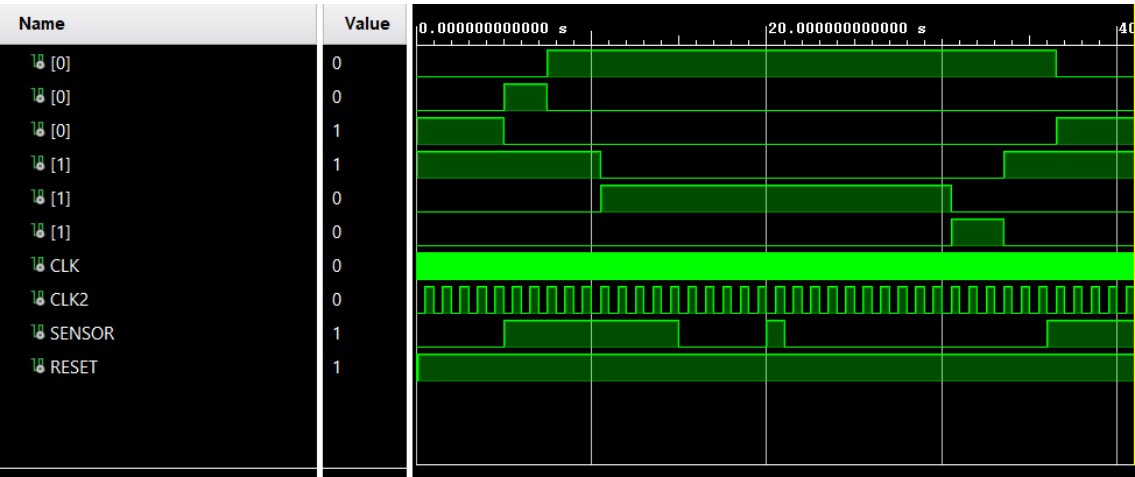 Name Value 0.000000000000 s 20.000000000000 s 40
[0] 0
[0] 0
[0] 1
[1] 1
[1] 0
[1] 0
CLK 0
CLK2 0
SENSOR 1
RESET 1